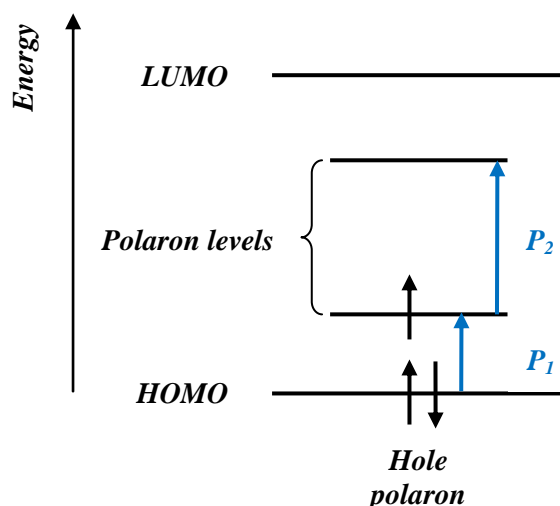 Energy
LUMO
Polaron levels
P2
P1
HOMO
Hole
polaron